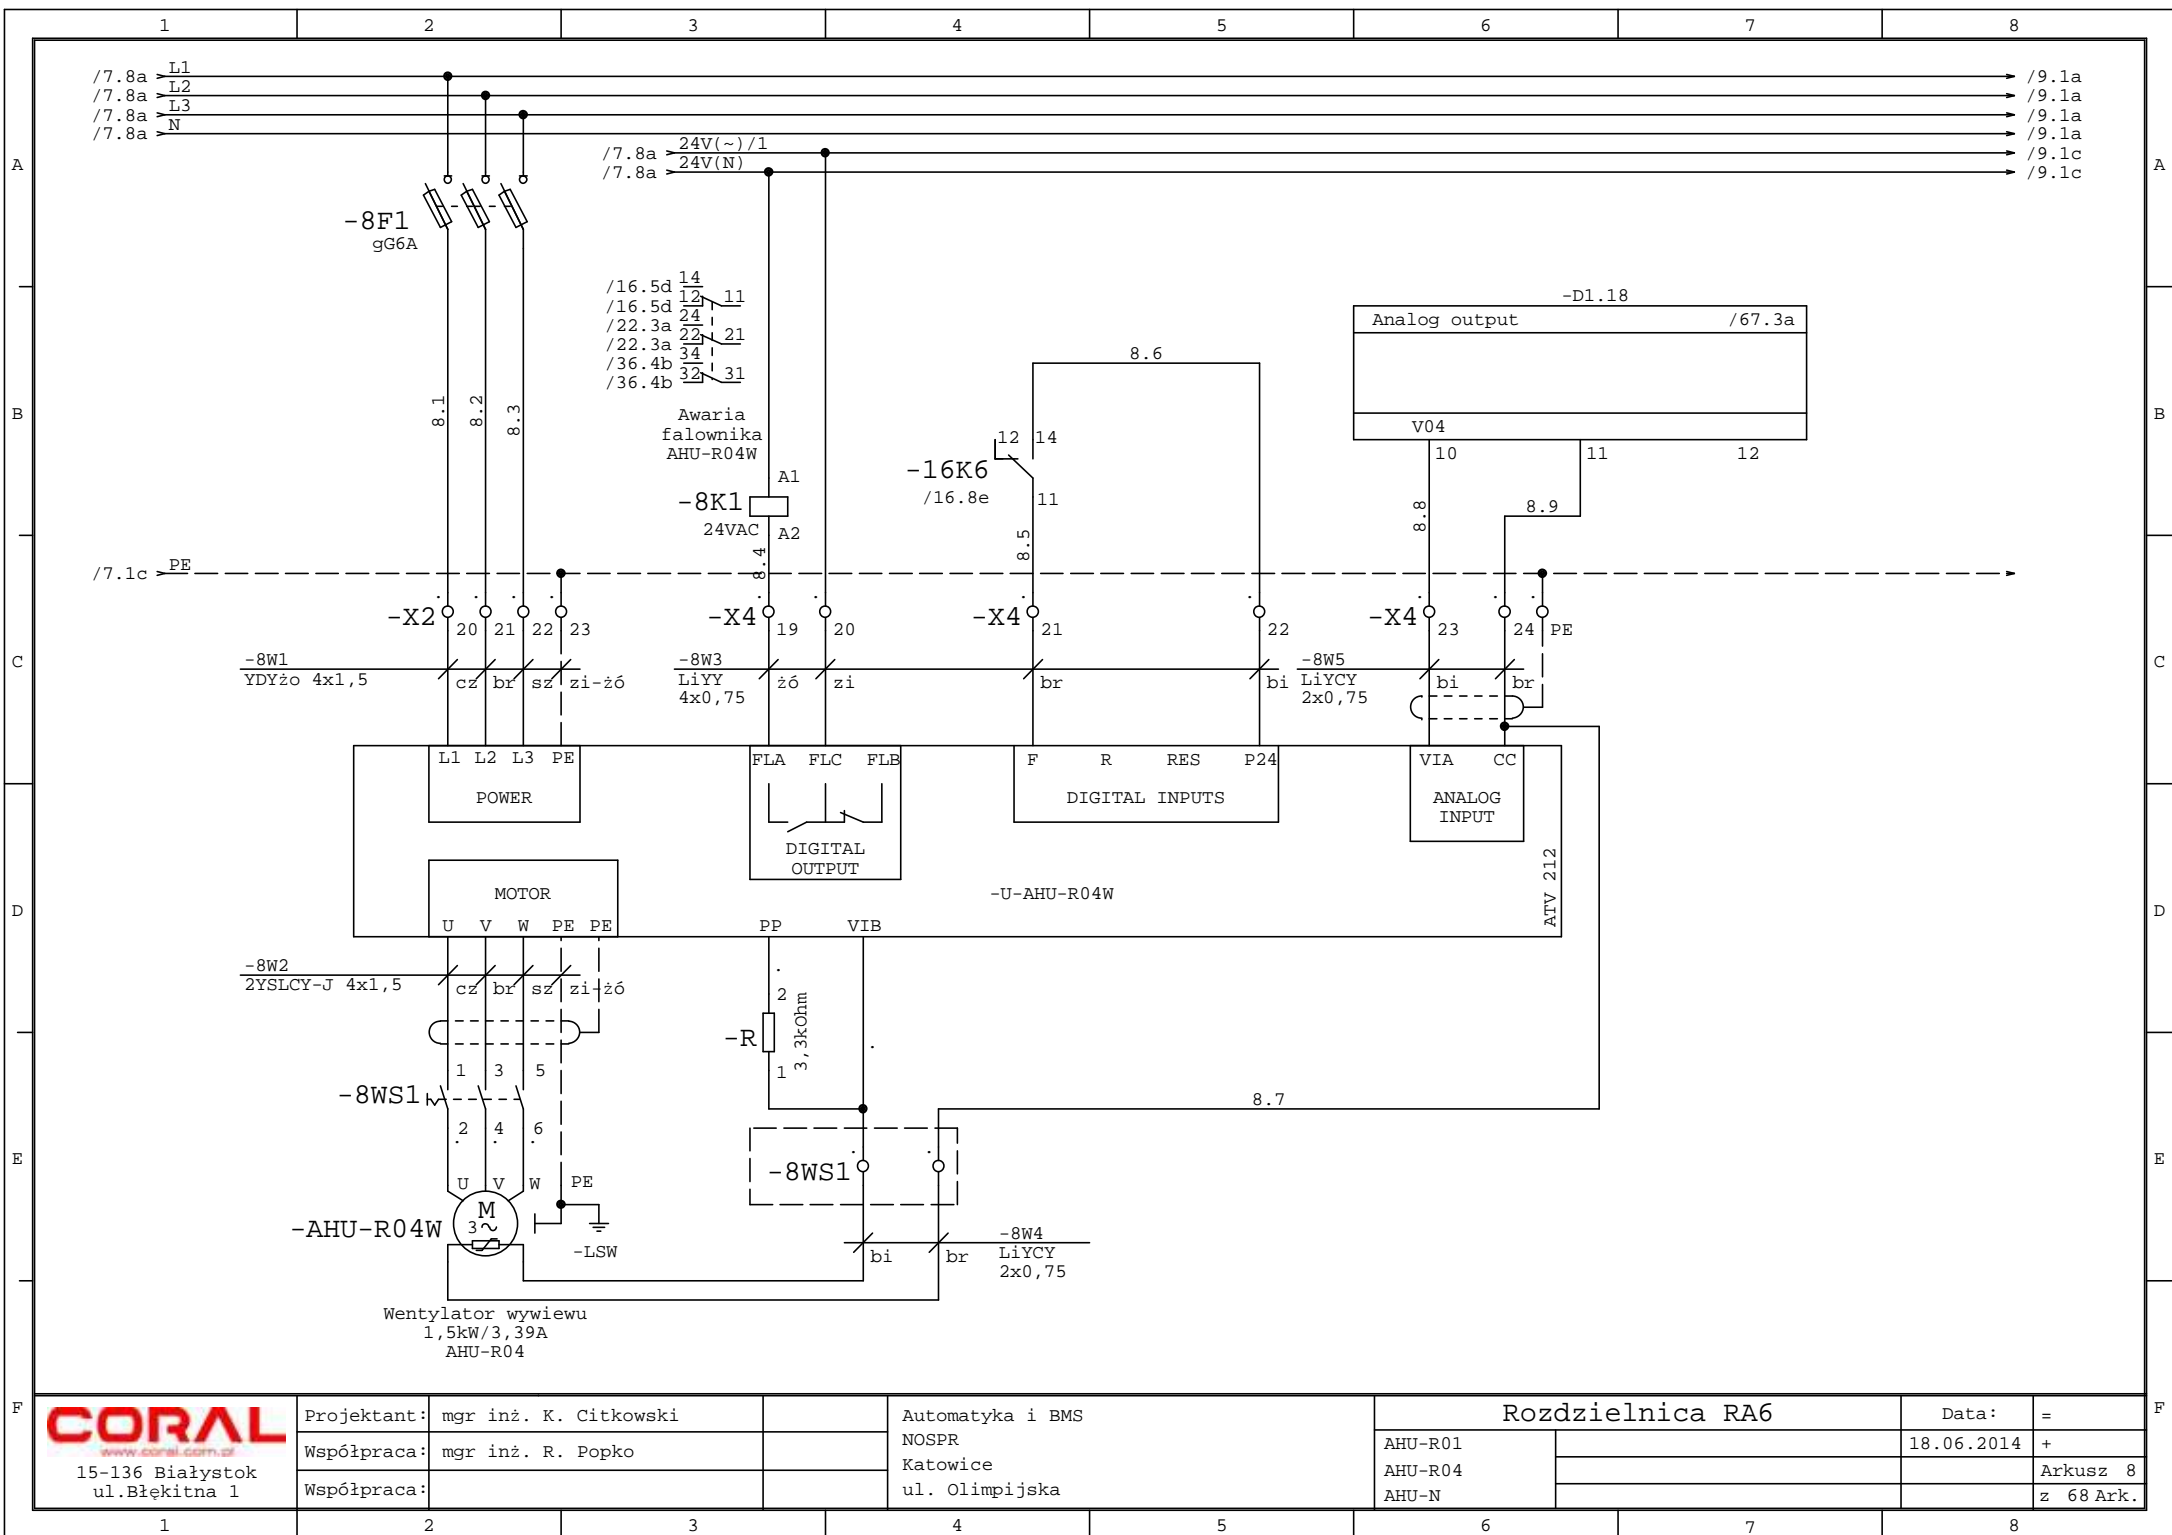 1 2 3 4 5 6 7 8
/7.8a L1 /9.1a
/7.8a L2 /9.1a
/7.8a L3 /9.1a
/7.8a N /9.1a
/7.8a 24V(~)/1 /9.1c
/7.8a 24V(N) /9.1c
A A
-8F1
gG6A
/16.5d 14
/16.5d 12 11
/22.3a 24
/22.3a 22 21
/36.4b 34
/36.4b 32 31
-D1.18
Analog output /67.3a
V04
10 11 12
8.6
B B
8.1 8.2 8.3
Awaria
falownika
AHU-R04W
A1
-8K1
24VAC A2
8.4
12 14
-16K6
/16.8e 11
8.5
8.8 8.9
/7.1c PE
-X2 20 21 22 23
-X4 19 20
-X4 21 22
-X4 23 24 PE
C C
-8W1
YDYżo 4x1,5 cz br sz zi-żó
-8W3
LiYY
4x0,75
żó zi br bi
-8W5
LiYCY
2x0,75
bi br
L1 L2 L3 PE
POWER
FLA FLC FLB
DIGITAL
OUTPUT
F R RES P24
DIGITAL INPUTS
VIA CC
ANALOG
INPUT
ATV 212
-U-AHU-R04W
D D
MOTOR
U V W PE PE
PP VIB
-8W2
2YSLCY-J 4x1,5 cz br sz zi-żó
2
-R 3,3kOhm
1
1 3 5
-8WS1
2 4 6
8.7
E E
-8WS1
U V W PE
-AHU-R04W M
3~
-LSW
bi br
-8W4
LiYCY
2x0,75
Wentylator wywiewu
1,5kW/3,39A
AHU-R04
F F
CORAL
www.coral.com.pl
15-136 Białystok
ul.Błękitna 1
Projektant: mgr inż. K. Citkowski
Współpraca: mgr inż. R. Popko
Współpraca:
Automatyka i BMS
NOSPR
Katowice
ul. Olimpijska
Rozdzielnica RA6
AHU-R01
AHU-R04
AHU-N
Data: =
18.06.2014 +
Arkusz 8
z 68 Ark.
1 2 3 4 5 6 7 8